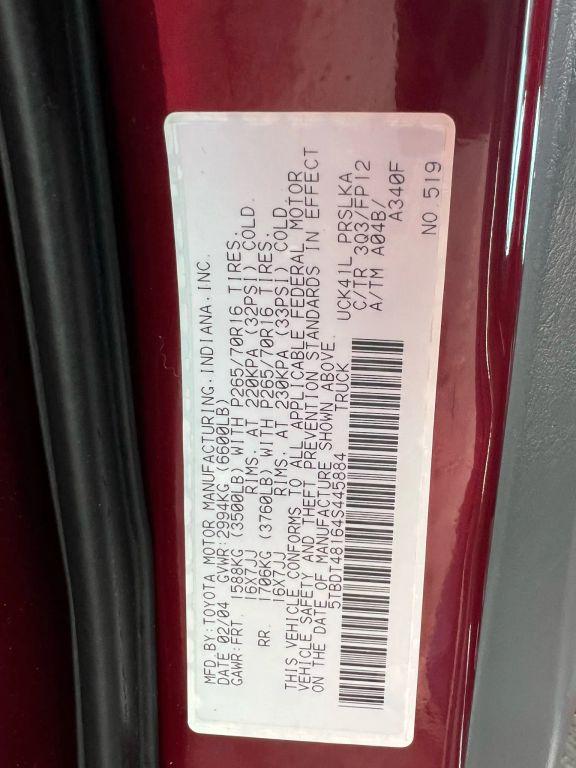 MFD.BY:TOYOTA MOTOR MANUFACTURING.INDIANA.INC.
DATE 02/04 GVWR:2994KG (6600LB)
GAWR:FRT. 1588KG (3500LB) WITH P265/70R16 TIRES.
16X7JJ RIMS. AT 220KPA (32PSI) COLD.
RR. 1706KG (3760LB) WITH P265/70R16 TIRES.
16X7JJ RIMS. AT 230KPA (33PSI) COLD
THIS VEHICLE CONFORMS TO ALL APPLICABLE FEDERAL MOTOR
VEHICLE SAFETY AND THEFT PREVENTION STANDARDS IN EFFECT
ON THE DATE OF MANUFACTURE SHOWN ABOVE.
5TBDT48164S445884 TRUCK
UCK41L PRSLKA
C/TR 3Q3/FP12
A/TM A04B/
A340F
NO.519